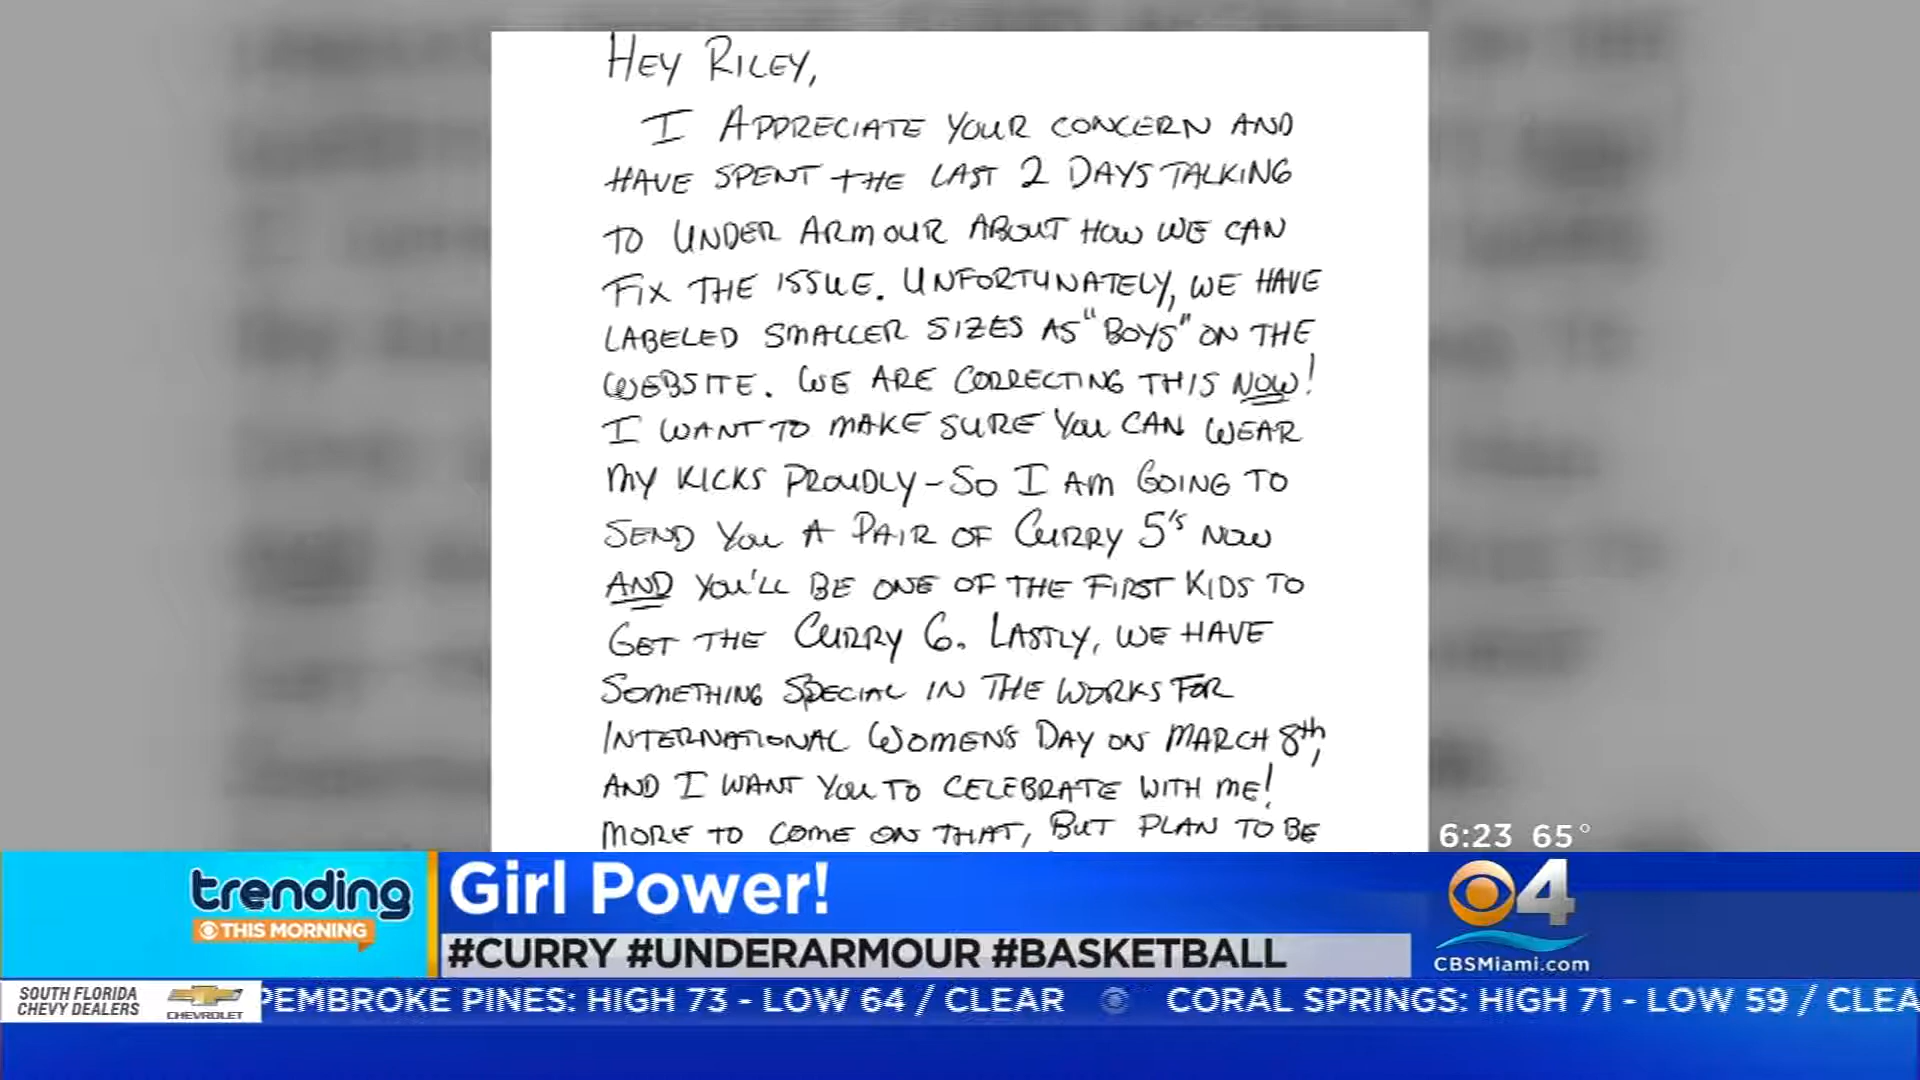 HEY RILEY,
I APPRECIATE YOUR CONCERN AND
HAVE SPENT THE LAST 2 DAYS TALKING
TO UNDER ARMOUR ABOUT HOW WE CAN
FIX THE ISSUE. UNFORTUNATELY, WE HAVE
LABELED SMALLER SIZES AS "BOYS" ON THE
WEBSITE. WE ARE CORRECTING THIS NOW!
I WANT TO MAKE SURE YOU CAN WEAR
MY KICKS PROUDLY - SO I AM GOING TO
SEND YOU A PAIR OF CURRY 5's NOW
AND YOU'LL BE ONE OF THE FIRST KIDS TO
GET THE CURRY 6. LASTLY, WE HAVE
SOMETHING SPECIAL IN THE WORKS FOR
INTERNATIONAL WOMENS DAY ON MARCH 8th,
AND I WANT YOU TO CELEBRATE WITH ME!
MORE TO COME ON THAT, BUT PLAN TO BE
6:23 65°
trending
THIS MORNING
Girl Power!
#CURRY #UNDERARMOUR #BASKETBALL
4
CBSMiami.com
SOUTH FLORIDA
CHEVY DEALERS
CHEVROLET
PEMBROKE PINES: HIGH 73 - LOW 64 / CLEAR CORAL SPRINGS: HIGH 71 - LOW 59 / CLEA